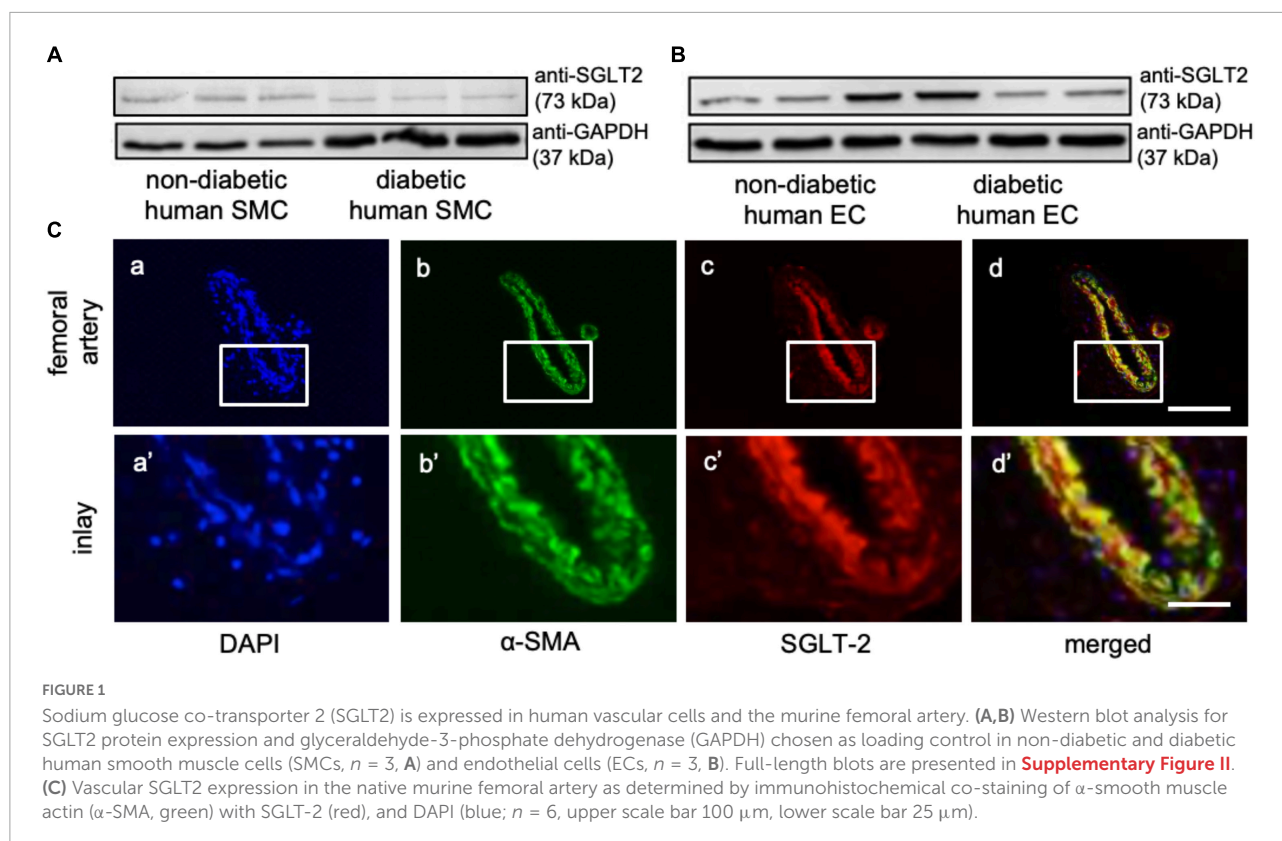 A
anti-SGLT2
(73 kDa)
anti-GAPDH
(37 kDa)
non-diabetic
human SMC
diabetic
human SMC
B
anti-SGLT2
(73 kDa)
anti-GAPDH
(37 kDa)
non-diabetic
human EC
diabetic
human EC
C
femoral
artery
a
b
c
d
inlay
a'
b'
c'
d'
DAPI
α-SMA
SGLT-2
merged
FIGURE 1
Sodium glucose co-transporter 2 (SGLT2) is expressed in human vascular cells and the murine femoral artery. (A,B) Western blot analysis for
SGLT2 protein expression and glyceraldehyde-3-phosphate dehydrogenase (GAPDH) chosen as loading control in non-diabetic and diabetic
human smooth muscle cells (SMCs, n = 3, A) and endothelial cells (ECs, n = 3, B). Full-length blots are presented in Supplementary Figure II.
(C) Vascular SGLT2 expression in the native murine femoral artery as determined by immunohistochemical co-staining of α-smooth muscle
actin (α-SMA, green) with SGLT-2 (red), and DAPI (blue; n = 6, upper scale bar 100 μm, lower scale bar 25 μm).